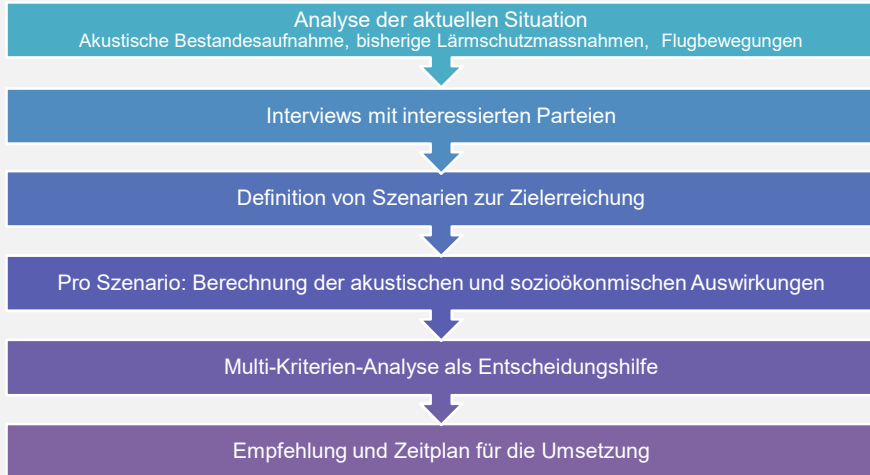 Analyse der aktuellen Situation
Akustische Bestandesaufnahme, bisherige Lärmschutzmassnahmen, Flugbewegungen
Interviews mit interessierten Parteien
Definition von Szenarien zur Zielerreichung
Pro Szenario: Berechnung der akustischen und sozioökonmischen Auswirkungen
Multi-Kriterien-Analyse als Entscheidungshilfe
Empfehlung und Zeitplan für die Umsetzung